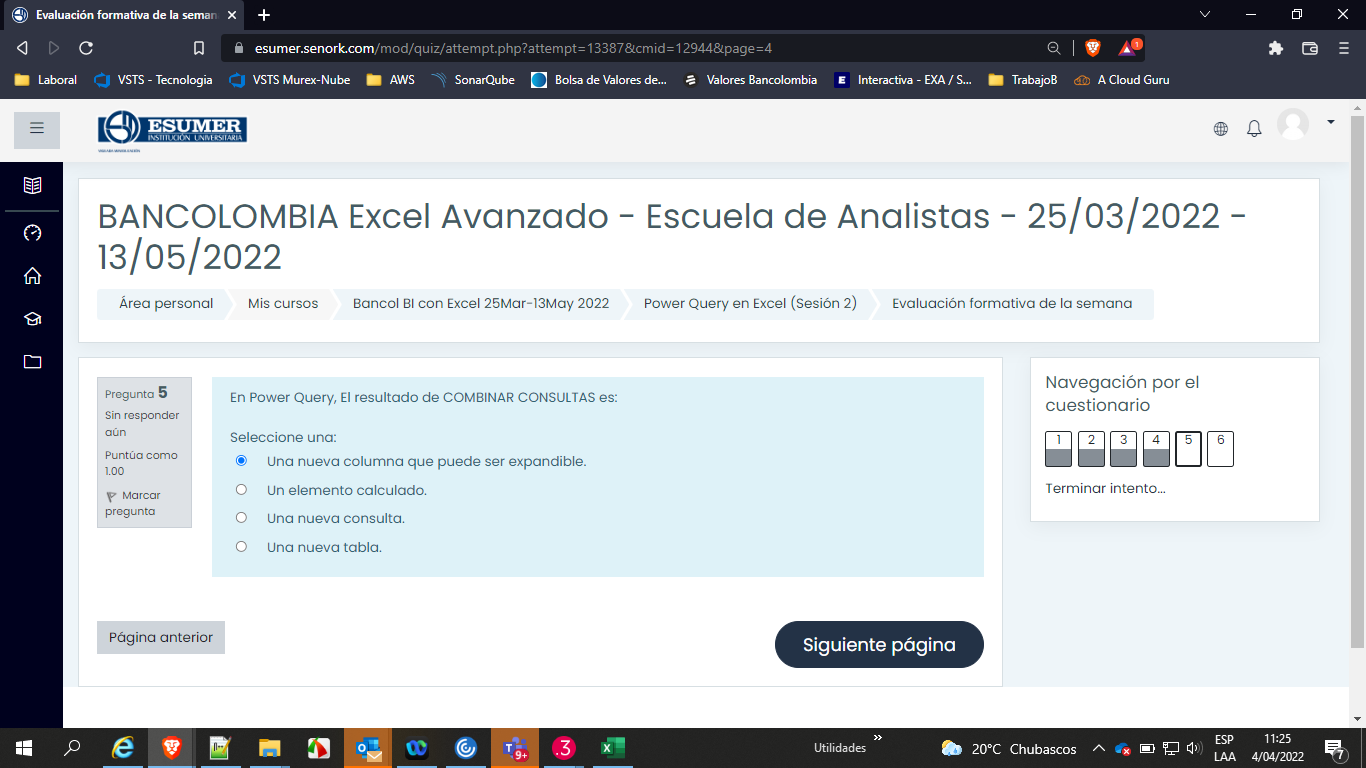 Evaluación formativa de la seman
esumer.senork.com/mod/quiz/attempt.php?attempt=13387&cmid=12944&page=4
1
Laboral
VSTS - Tecnologia
VSTS Murex-Nube
AWS
SonarQube
Bolsa de Valores de...
Valores Bancolombia
Interactiva - EXA / S...
TrabajoB
A Cloud Guru
ESUMER
INSTITUCIÓN UNIVERSITARIA
BANCOLOMBIA Excel Avanzado - Escuela de Analistas - 25/03/2022 -
13/05/2022
Área personal
Mis cursos
Bancol BI con Excel 25Mar-13May 2022
Power Query en Excel (Sesión 2)
Evaluación formativa de la semana
Pregunta 5
Sin responder
aún
Puntúa como
1.00
Marcar
pregunta
En Power Query, El resultado de COMBINAR CONSULTAS es:
Seleccione una:
Una nueva columna que puede ser expandible.
Un elemento calculado.
Una nueva consulta.
Una nueva tabla.
Página anterior
Siguiente página
Navegación por el
cuestionario
1 2 3 4 5 6
Terminar intento...
9+
.3
Utilidades
20°C Chubascos
ESP
LAA
11:25
4/04/2022
7